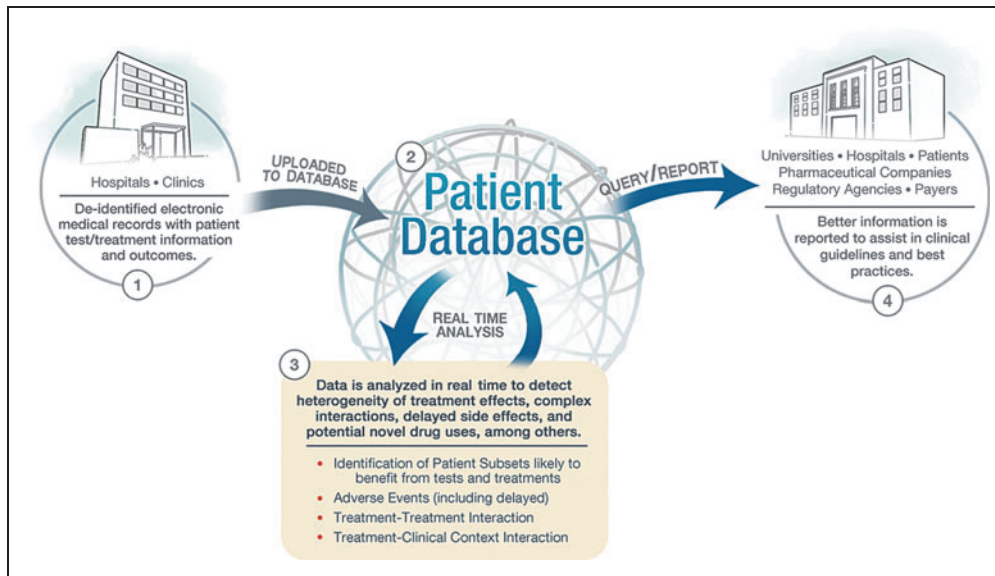 Hospitals • Clinics
De-identified electronic
medical records with patient
test/treatment information
and outcomes.
1
UPLOADED
TO DATABASE
2
Patient
Database
QUERY/REPORT
Universities • Hospitals • Patients
Pharmaceutical Companies
Regulatory Agencies • Payers
Better information is
reported to assist in clinical
guidelines and best
practices.
4
REAL TIME
ANALYSIS
3
Data is analyzed in real time to detect
heterogeneity of treatment effects, complex
interactions, delayed side effects, and
potential novel drug uses, among others.
• Identification of Patient Subsets likely to
benefit from tests and treatments
• Adverse Events (including delayed)
• Treatment-Treatment Interaction
• Treatment-Clinical Context Interaction